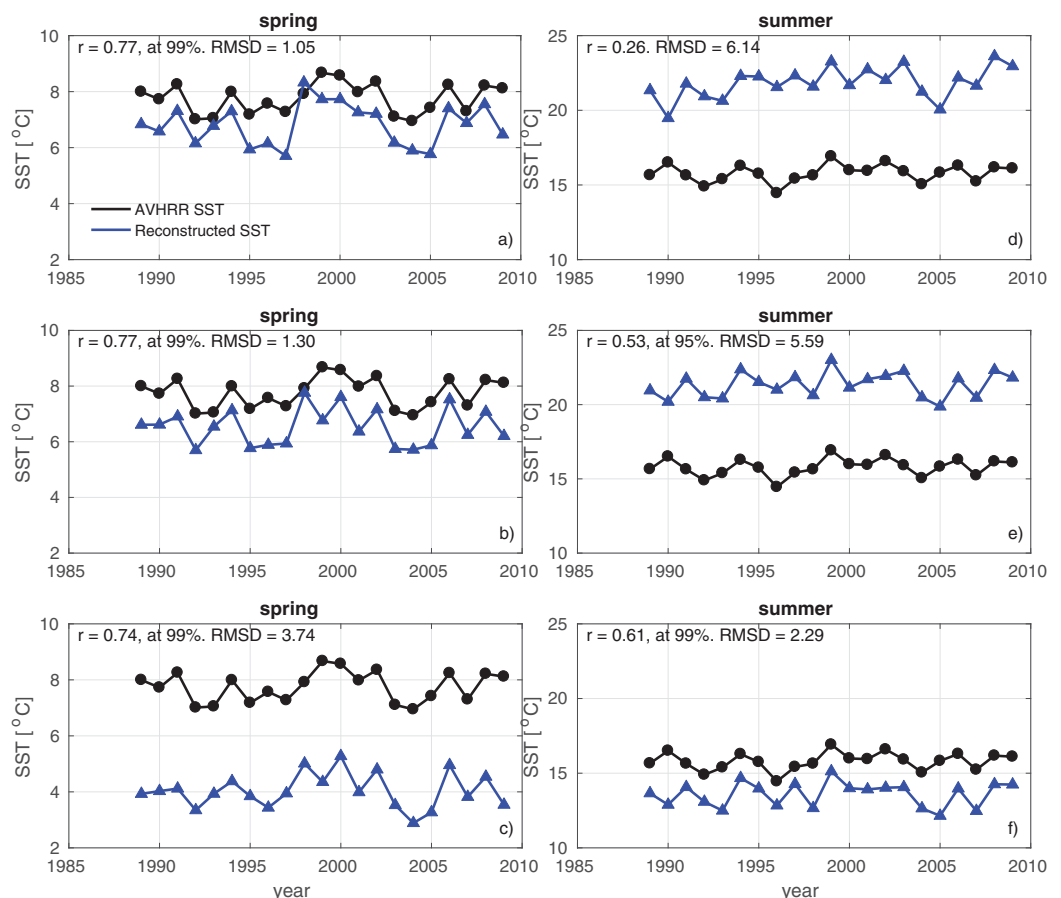 spring
r = 0.77, at 99%. RMSD = 1.05
10
8
6
4
2
SST [ °C]
AVHRR SST
Reconstructed SST
a)
1985 1990 1995 2000 2005 2010
summer
r = 0.26. RMSD = 6.14
25
20
15
10
SST [ °C]
d)
1985 1990 1995 2000 2005 2010
spring
r = 0.77, at 99%. RMSD = 1.30
10
8
6
4
2
SST [ °C]
b)
1985 1990 1995 2000 2005 2010
summer
r = 0.53, at 95%. RMSD = 5.59
25
20
15
10
SST [ °C]
e)
1985 1990 1995 2000 2005 2010
spring
r = 0.74, at 99%. RMSD = 3.74
10
8
6
4
2
SST [ °C]
c)
1985 1990 1995 2000 2005 2010
year
summer
r = 0.61, at 99%. RMSD = 2.29
25
20
15
10
SST [ °C]
f)
1985 1990 1995 2000 2005 2010
year